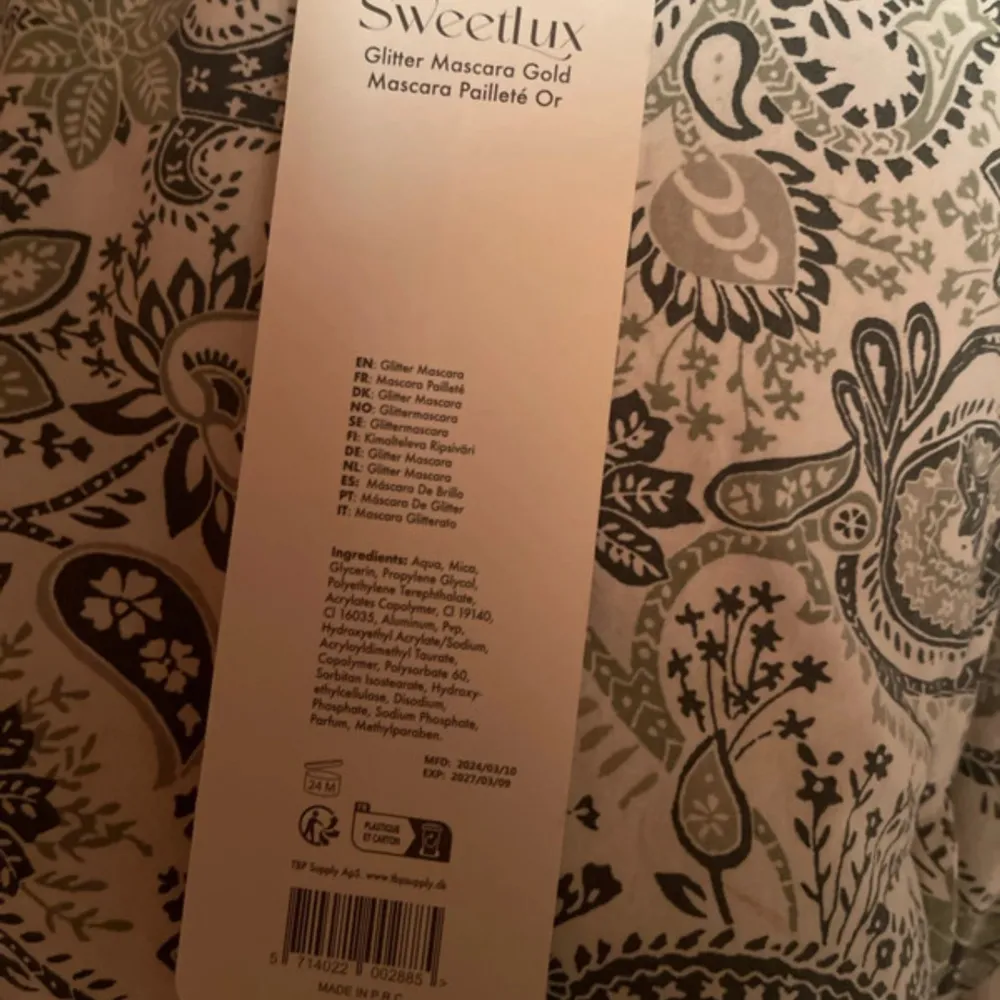 SweetLux
Glitter Mascara Gold
Mascara Pailleté Or
EN: Glitter Mascara
FR: Mascara Pailleté
DK: Glitter Mascara
NO: Glittermascara
SE: Glittermascara
FI: Kimalteleva Ripsiväri
DE: Glitter Mascara
NL: Glitter Mascara
ES: Máscara De Brillo
PT: Máscara De Glitter
IT: Mascara Glitterato
Ingredients: Aqua, Mica,
Glycerin, Propylene Glycol,
Polyethylene Terephthalate,
Acrylates Copolymer, CI 19140,
CI 16035, Aluminum, Pvp,
Hydroxyethyl Acrylate/Sodium,
Acryloyldimethyl Taurate,
Copolymer, Polysorbate 60,
Sorbitan Isostearate, Hydroxy-
ethylcellulose, Disodium,
Phosphate, Sodium Phosphate,
Parfum, Methylparaben.
MFD: 2024/03/10
EXP: 2027/03/09
24 M
FR
PLASTIQUE
ET CARTON
TSP Supply ApS. www.tspsupply.dk
5 714022 002885 >
MADE IN P.R.C